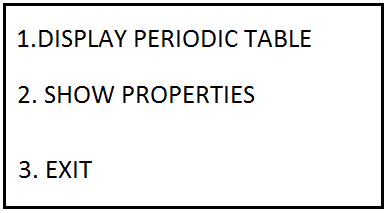 1.DISPLAY PERIODIC TABLE
2. SHOW PROPERTIES
3. EXIT